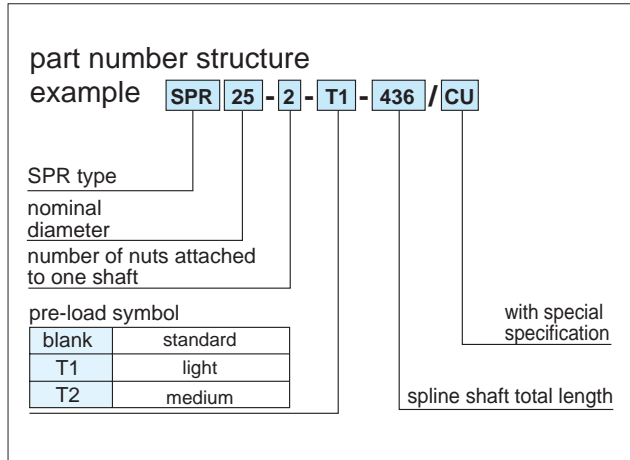 part number structure
example SPR 25 - 2 - T1 - 436 / CU
SPR type
nominal
diameter
number of nuts attached
to one shaft
pre-load symbol
blank standard
T1 light
T2 medium
with special
specification
spline shaft total length